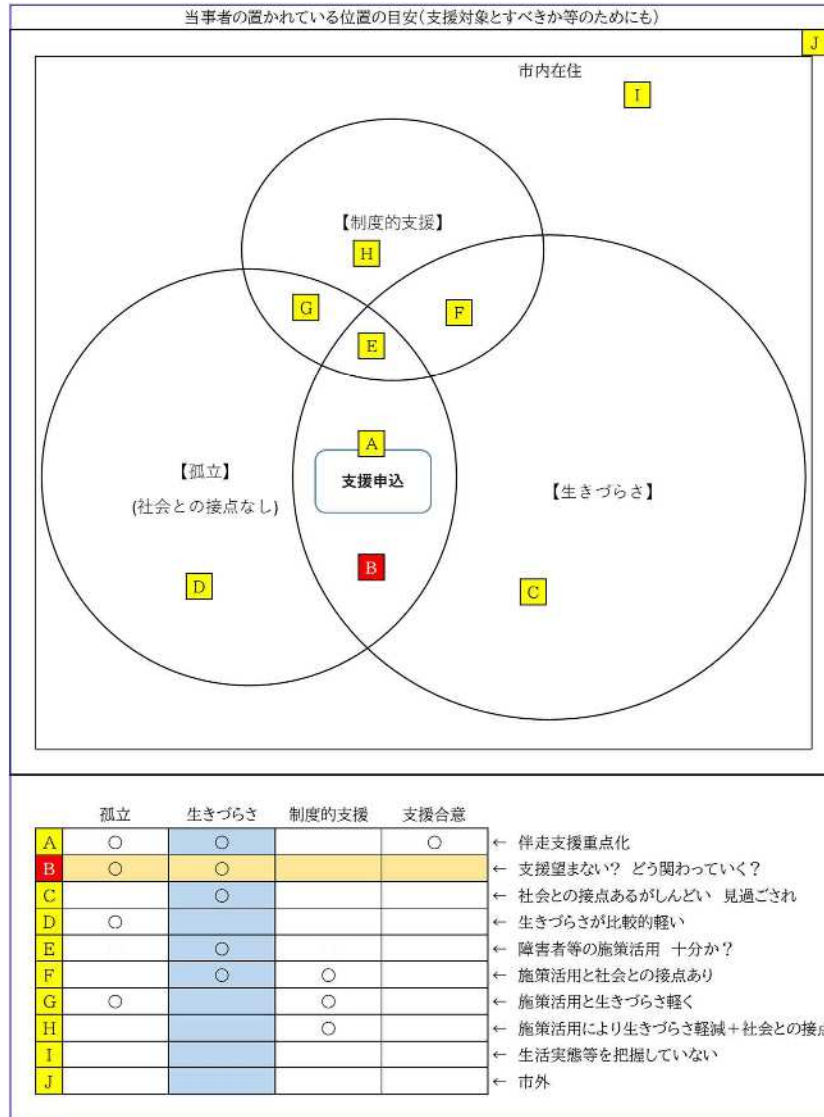 当事者の置かれている位置の目安(支援対象とすべきか等のためにも)
J
市内在住
I
【制度的支援】
H
G
F
E
A
【孤立】
(社会との接点なし)
支援申込
【生きづらさ】
B
D
C
孤立 生きづらさ 制度的支援 支援合意
A ○ ○ ○ ← 伴走支援重点化
B ○ ○ ← 支援望まない? どう関わっていく?
C ○ ← 社会との接点あるがしんどい 見過ごされ
D ○ ← 生きづらさが比較的軽い
E ○ ← 障害者等の施策活用 十分か?
F ○ ○ ← 施策活用と社会との接点あり
G ○ ○ ← 施策活用と生きづらさ軽く
H ○ ← 施策活用により生きづらさ軽減+社会との接点
I ← 生活実態等を把握していない
J ← 市外